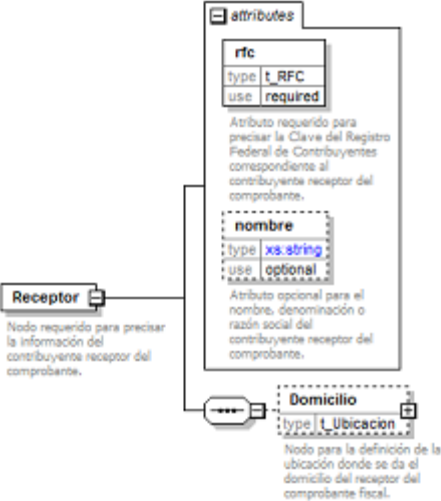 attributes
rfc
type t_RFC
use required
Atributo requerido para
precisar la Clave del Registro
Federal de Contribuyentes
correspondiente al
contribuyente receptor del
comprobante.
nombre
type xs:string
use optional
Atributo opcional para el
nombre, denominación o
razón social del
contribuyente receptor del
comprobante.
Receptor
Nodo requerido para precisar
la información del
contribuyente receptor del
comprobante.
Domicilio
type t_Ubicacion
Nodo para la definición de la
ubicación donde se da el
domicilio del receptor del
comprobante fiscal.